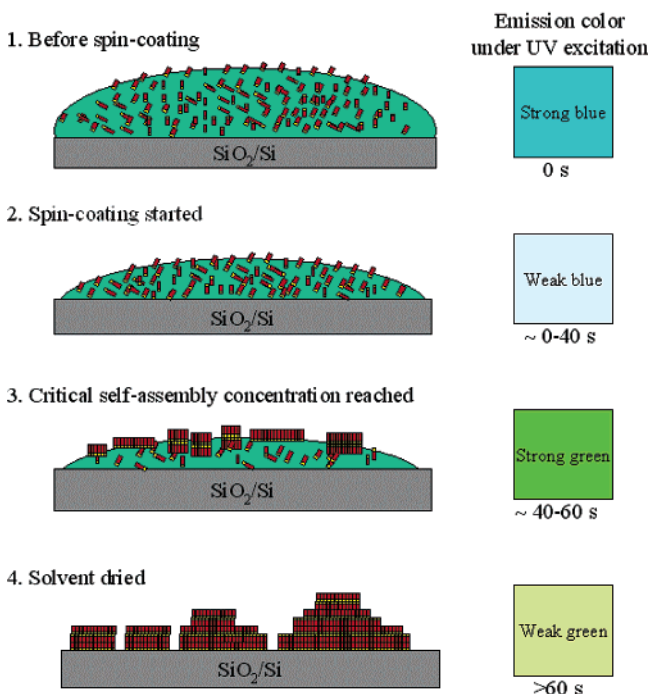 Emission color
under UV excitation
1. Before spin-coating
Strong blue
SiO₂/Si
0 s
2. Spin-coating started
Weak blue
SiO₂/Si
~ 0-40 s
3. Critical self-assembly concentration reached
Strong green
SiO₂/Si
~ 40-60 s
4. Solvent dried
Weak green
SiO₂/Si
>60 s